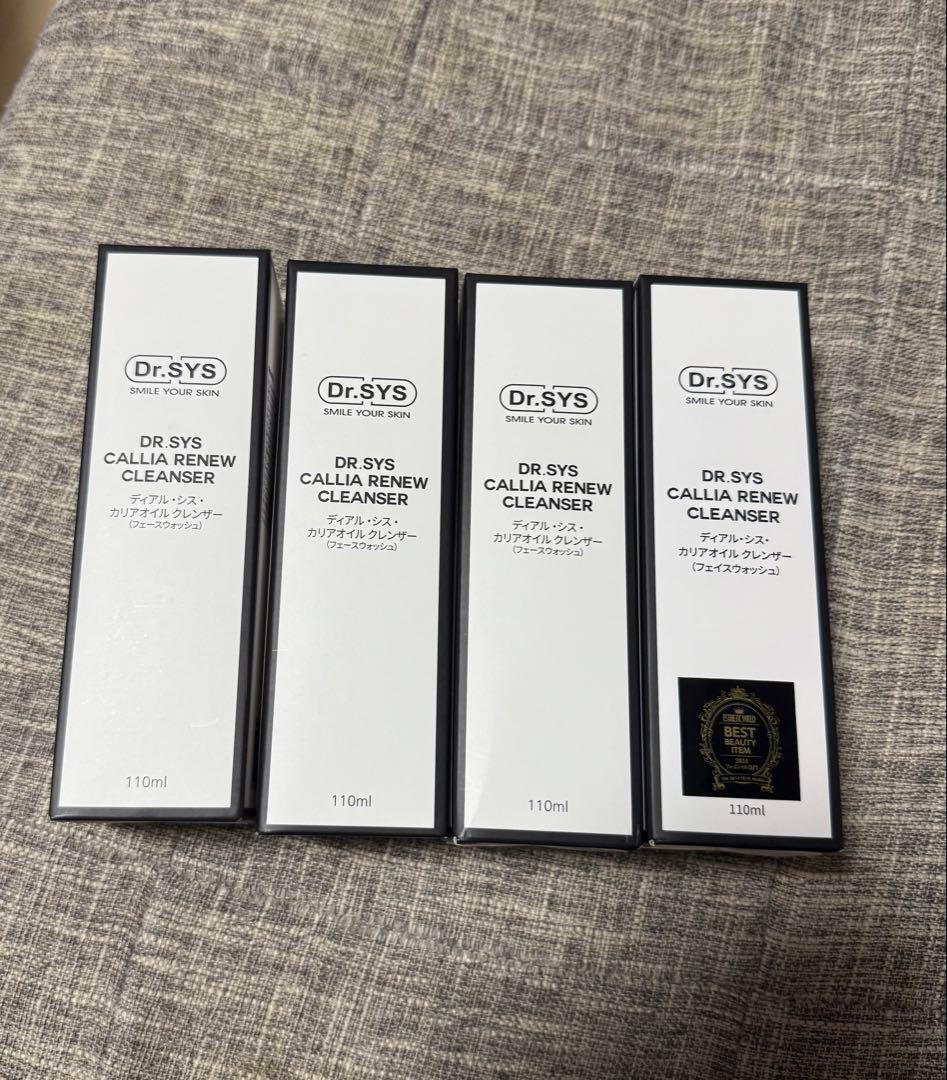 Dr.SYS
SMILE YOUR SKIN
DR.SYS
CALLIA RENEW
CLEANSER
ディアル・シス・
カリアオイル クレンザー
(フェースウォッシュ)
110ml
Dr.SYS
SMILE YOUR SKIN
DR.SYS
CALLIA RENEW
CLEANSER
ディアル・シス・
カリアオイル クレンザー
(フェースウォッシュ)
110ml
Dr.SYS
SMILE YOUR SKIN
DR.SYS
CALLIA RENEW
CLEANSER
ディアル・シス・
カリアオイル クレンザー
(フェースウォッシュ)
110ml
Dr.SYS
SMILE YOUR SKIN
DR.SYS
CALLIA RENEW
CLEANSER
ディアル・シス・
カリアオイル クレンザー
(フェイスウォッシュ)
BEST
BEAUTY
ITEM
110ml